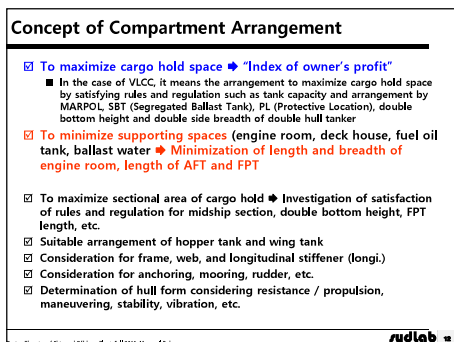 Concept of Compartment Arrangement
☑ To maximize cargo hold space ➡ “Index of owner’s profit”
■ In the case of VLCC, it means the arrangement to maximize cargo hold space
by satisfying rules and regulation such as tank capacity and arrangement by
MARPOL, SBT (Segregated Ballast Tank), PL (Protective Location), double
bottom height and double side breadth of double hull tanker
☑ To minimize supporting spaces (engine room, deck house, fuel oil
tank, ballast water ➡ Minimization of length and breadth of
engine room, length of AFT and FPT
☑ To maximize sectional area of cargo hold ➡ Investigation of satisfaction
of rules and regulation for midship section, double bottom height, FPT
length, etc.
☑ Suitable arrangement of hopper tank and wing tank
☑ Consideration for frame, web, and longitudinal stiffener (longi.)
☑ Consideration for anchoring, mooring, rudder, etc.
☑ Determination of hull form considering resistance / propulsion,
maneuvering, stability, vibration, etc.
sudlab